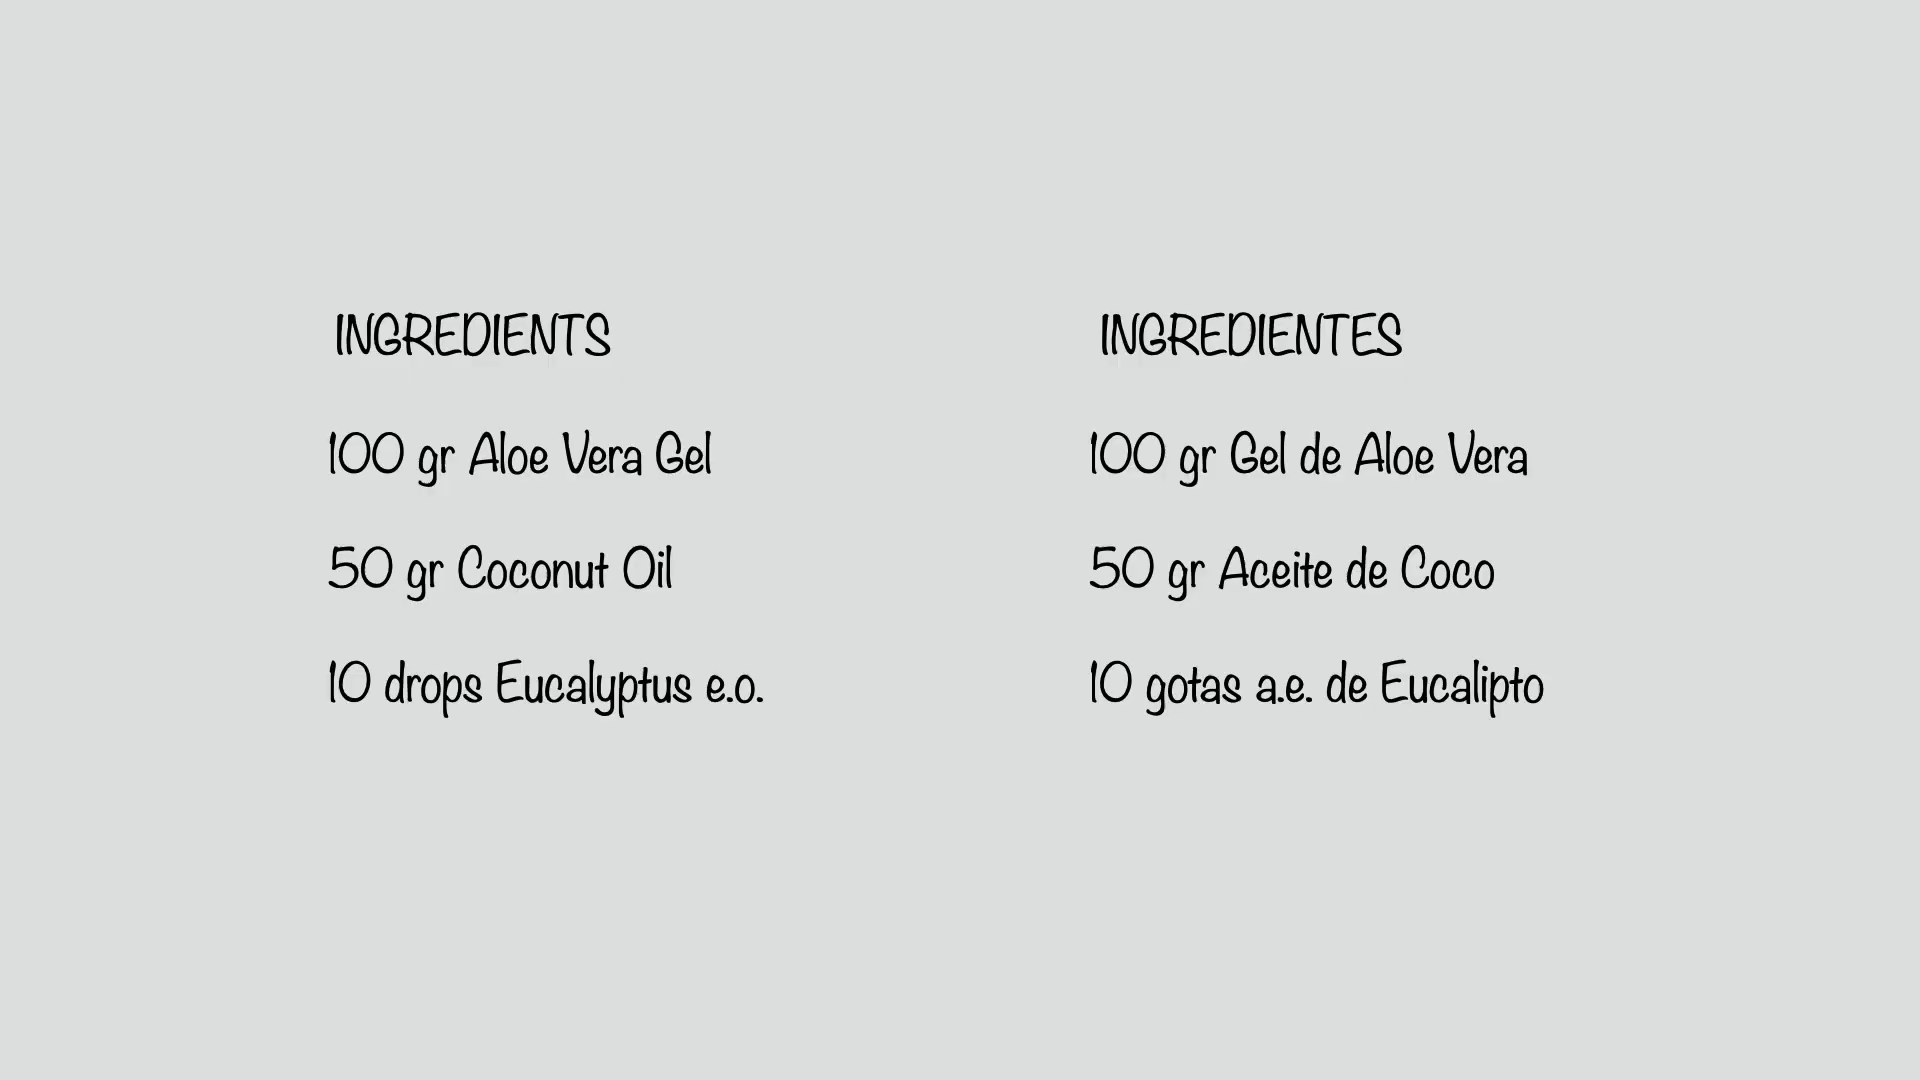 INGREDIENTS
100 gr Aloe Vera Gel
50 gr Coconut Oil
10 drops Eucalyptus e.o.
INGREDIENTES
100 gr Gel de Aloe Vera
50 gr Aceite de Coco
10 gotas a.e. de Eucalipto